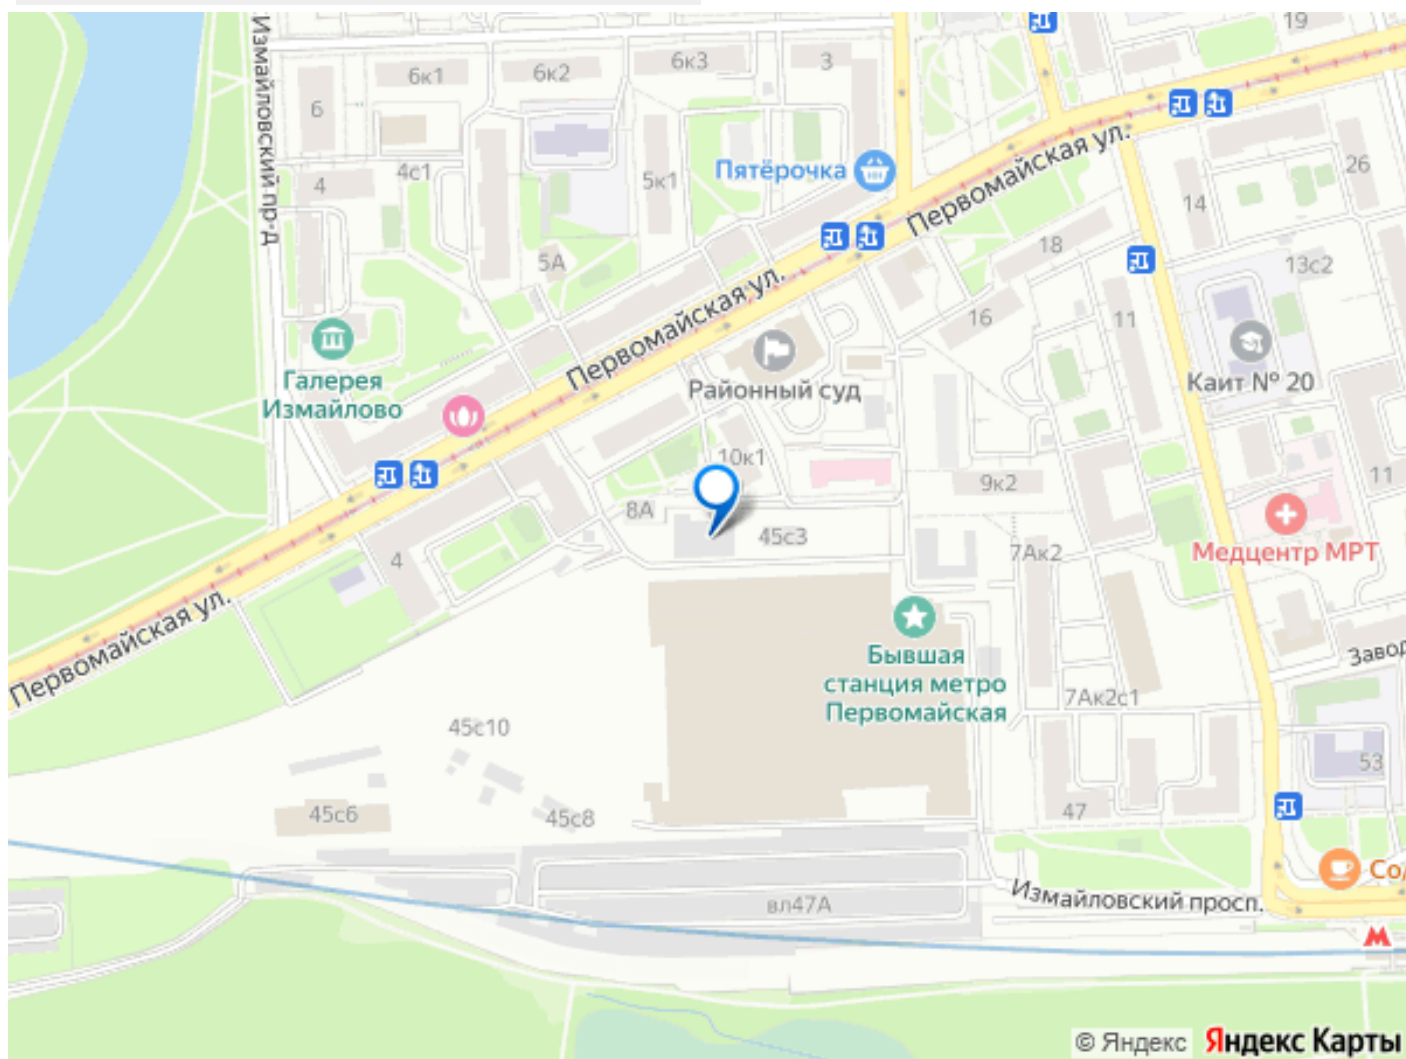 19
Измайловский пр-д
6к1
6к2
6к3
3
6
Первомайская ул.
26
4с1
4
5к1
Пятёрочка
14
18
5А
13с2
Первомайская ул.
16
11
Галерея
Измайлово
Районный суд
Каит № 20
10к1
9к2
11
8А
45с3
Медцентр МРТ
7Ак2
4
Первомайская ул.
Бывшая
станция метро
Первомайская
Завод
7Ак2с1
45с10
53
45с6
45с8
47
Сод
вл47А
Измайловский просп.
© Яндекс Яндекс Карты